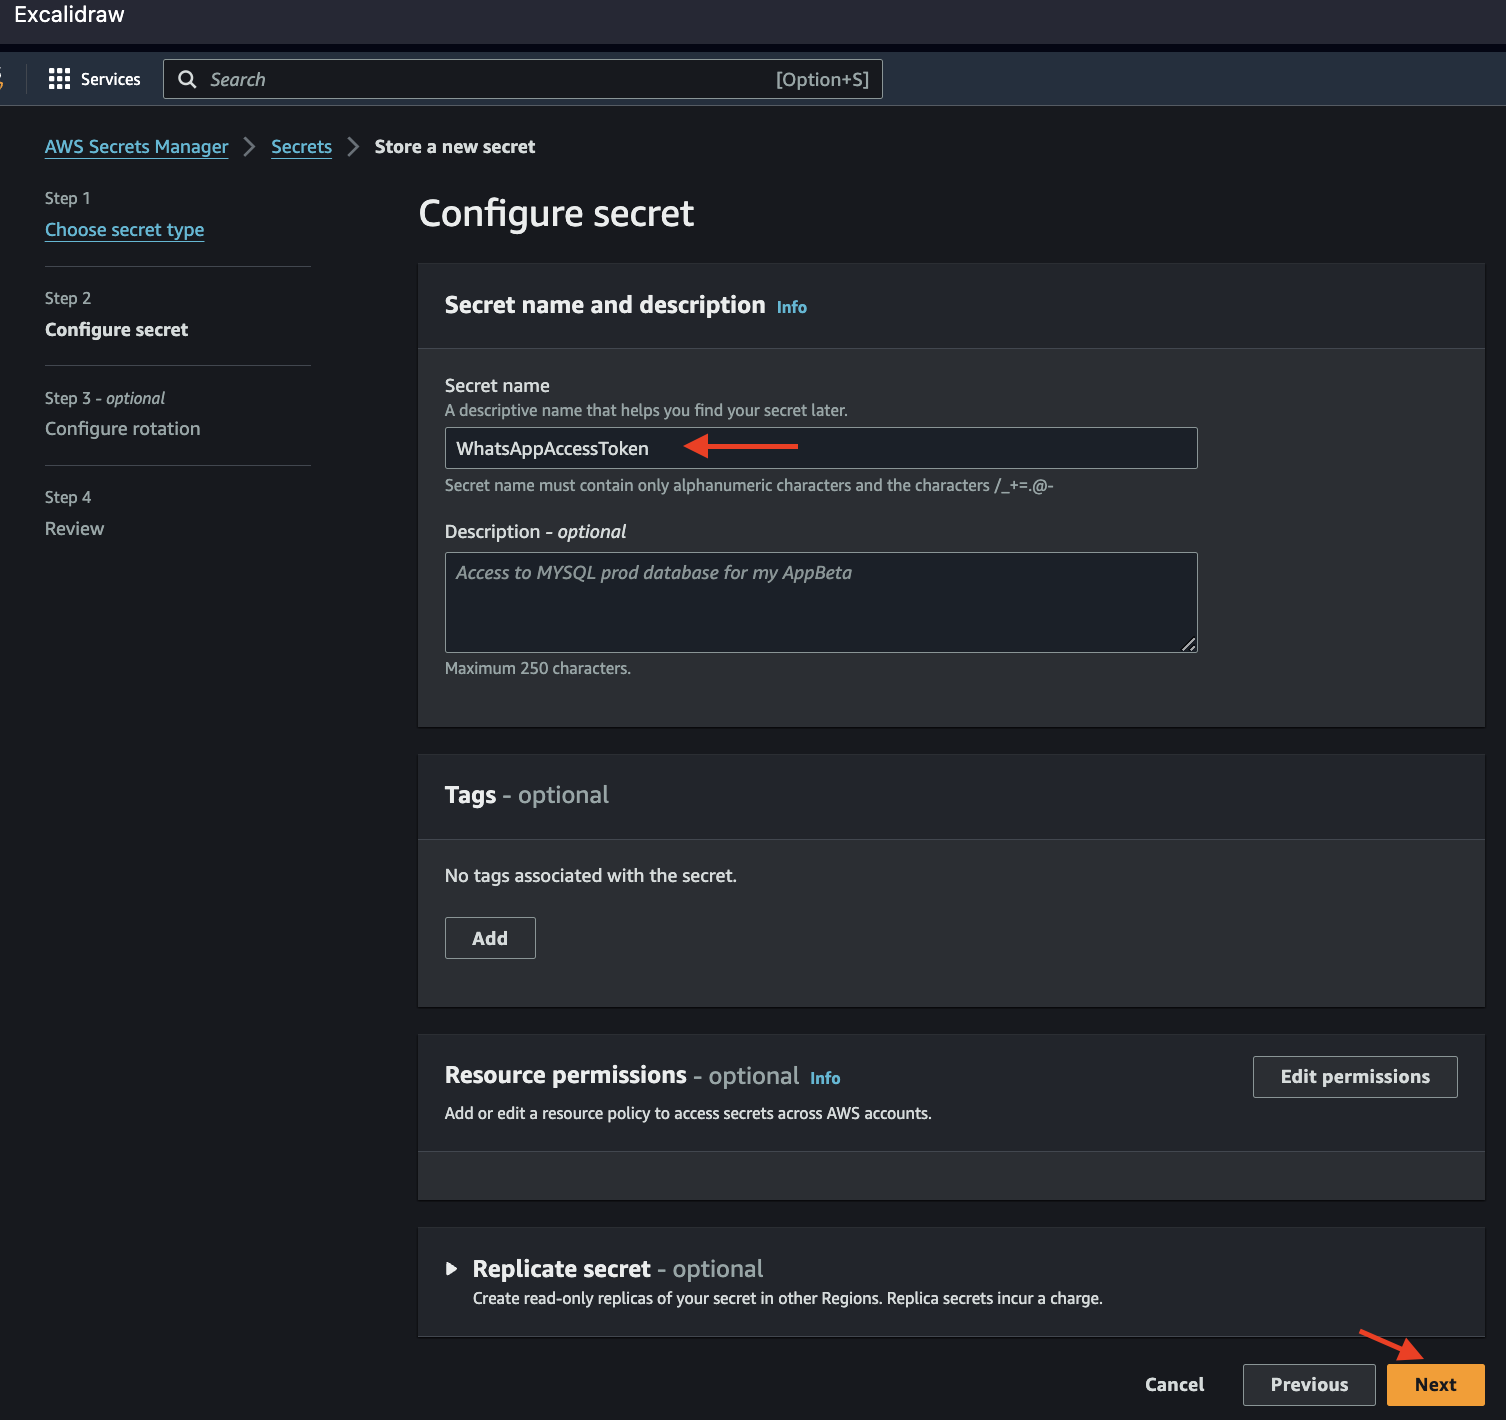 Excalidraw
Services
Search [Option+S]
AWS Secrets Manager Secrets Store a new secret
Step 1
Choose secret type
Step 2
Configure secret
Step 3 - optional
Configure rotation
Step 4
Review
Configure secret
Secret name and description Info
Secret name
A descriptive name that helps you find your secret later.
WhatsAppAccessToken
Secret name must contain only alphanumeric characters and the characters /_+=.@-
Description - optional
Access to MYSQL prod database for my AppBeta
Maximum 250 characters.
Tags - optional
No tags associated with the secret.
Add
Resource permissions - optional Info
Edit permissions
Add or edit a resource policy to access secrets across AWS accounts.
Replicate secret - optional
Create read-only replicas of your secret in other Regions. Replica secrets incur a charge.
Cancel Previous Next